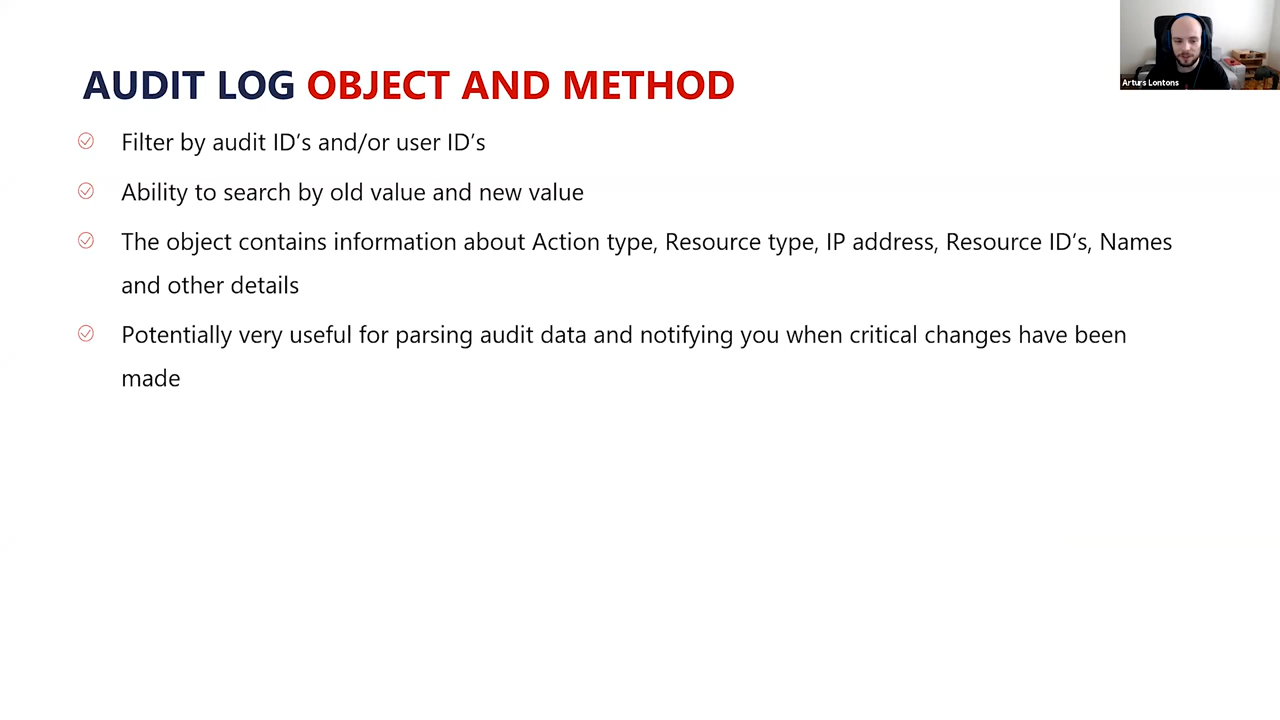 AUDIT LOG OBJECT AND METHOD
Filter by audit ID’s and/or user ID’s
Ability to search by old value and new value
The object contains information about Action type, Resource type, IP address, Resource ID’s, Names
and other details
Potentially very useful for parsing audit data and notifying you when critical changes have been
made
Arturs Lontons